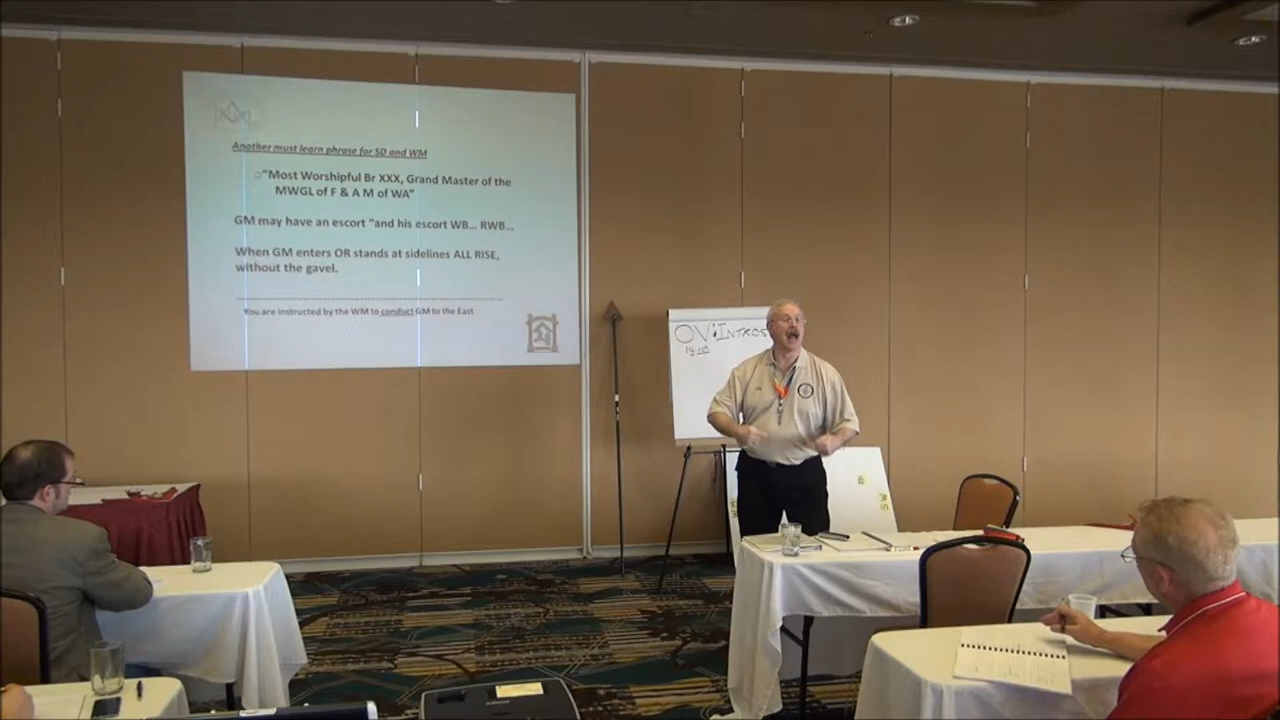 Another must learn phrase for SD and WM
○"Most Worshipful Br XXX, Grand Master of the
MWGL of F & A M of WA"
GM may have an escort "and his escort WB... RWB...
When GM enters OR stands at sidelines ALL RISE,
without the gavel.
You are instructed by the WM to conduct GM to the East
OV: INTROS